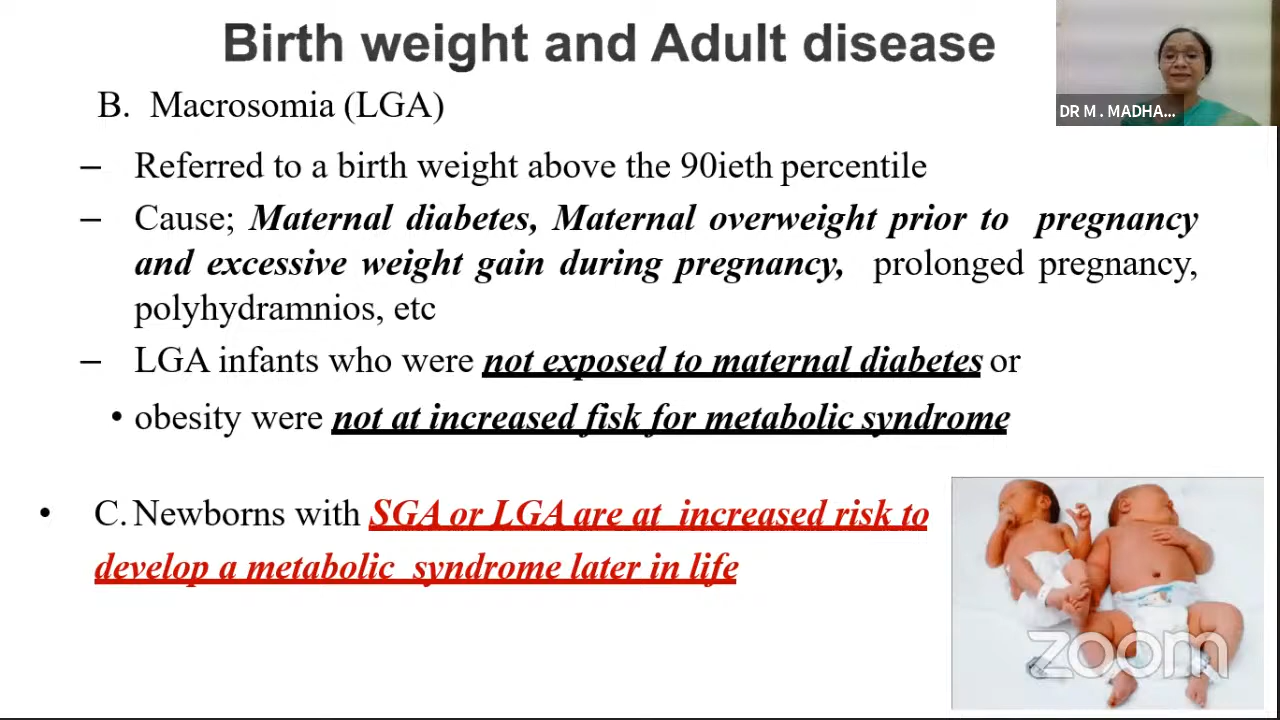 Birth weight and Adult disease
DR M . MADHA...
B. Macrosomia (LGA)
– Referred to a birth weight above the 90ieth percentile
– Cause; Maternal diabetes, Maternal overweight prior to pregnancy
and excessive weight gain during pregnancy, prolonged pregnancy,
polyhydramnios, etc
– LGA infants who were not exposed to maternal diabetes or
• obesity were not at increased fisk for metabolic syndrome
• C. Newborns with SGA or LGA are at increased risk to
develop a metabolic syndrome later in life
zoom